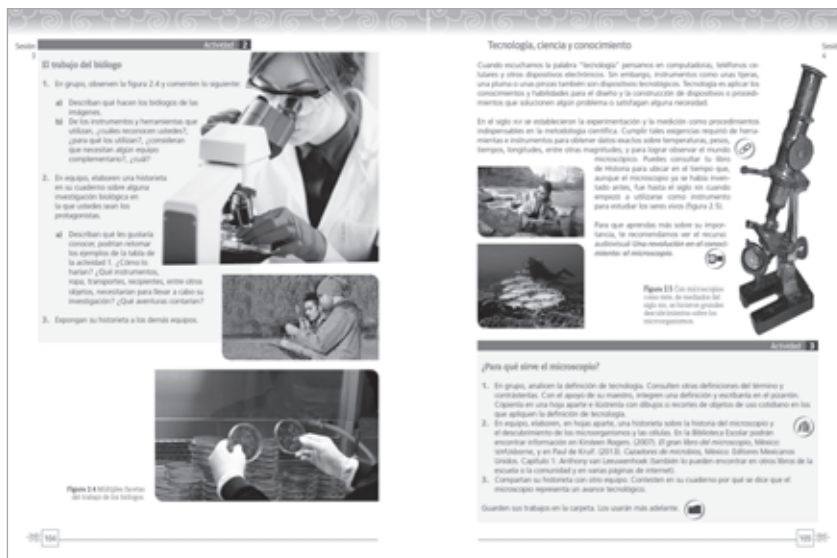 Sesión
3
Actividad 2
El trabajo del biólogo
1. En grupo, observen la figura 2.4 y comenten lo siguiente:
a) Describan qué hacen los biólogos de las
imágenes.
b) De los instrumentos y herramientas que
utilizan, ¿cuáles reconocen ustedes?,
¿para qué los utilizan?, ¿consideran
que necesitan algún equipo
complementario?, ¿cuál?
2. En equipo, elaboren una historieta
en su cuaderno sobre alguna
investigación biológica en
la que ustedes sean los
protagonistas.
a) Describan qué les gustaría
conocer, podrían retomar
los ejemplos de la tabla de
la actividad 1. ¿Cómo lo
harían? ¿Qué instrumentos,
ropa, transportes, recipientes, entre otros
objetos, necesitarían para llevar a cabo su
investigación? ¿Qué aventuras contarían?
3. Expongan su historieta a los demás equipos.
Figura 2.4 Múltiples facetas
del trabajo de los biólogos.
104
Tecnología, ciencia y conocimiento
Sesión
4
Cuando escuchamos la palabra "tecnología" pensamos en computadoras, teléfonos ce-
lulares y otros dispositivos electrónicos. Sin embargo, instrumentos como unas tijeras,
una pluma o unas pinzas también son dispositivos tecnológicos. Tecnología es aplicar los
conocimientos y habilidades para el diseño y la construcción de dispositivos o procedi-
mientos que solucionen algún problema o satisfagan alguna necesidad.
En el siglo XVII se establecieron la experimentación y la medición como procedimientos
indispensables en la metodología científica. Cumplir tales exigencias requirió de herra-
mientas e instrumentos para obtener datos exactos sobre temperaturas, pesos,
tiempos, longitudes, entre otras magnitudes, y para lograr observar el mundo
microscópico. Puedes consultar tu libro
de Historia para ubicar en el tiempo que,
aunque el microscopio ya se había inven-
tado antes, fue hasta el siglo XVII cuando
empezó a utilizarse como instrumento
para estudiar los seres vivos (figura 2.5).
Para que aprendas más sobre su impor-
tancia, te recomendamos ver el recurso
audiovisual Una revolución en el conoci-
miento: el microscopio.
Figura 2.5 Con microscopios
como éste, de mediados del
siglo XIX, se hicieron grandes
descubrimientos sobre los
microorganismos.
Actividad 3
¿Para qué sirve el microscopio?
1. En grupo, analicen la definición de tecnología. Consulten otras definiciones del término y
contrástenlas. Con el apoyo de su maestro, integren una definición y escríbanla en el pizarrón.
Cópienla en una hoja aparte e ilústrenla con dibujos o recortes de objetos de uso cotidiano en los
que apliquen la definición de tecnología.
2. En equipo, elaboren, en hojas aparte, una historieta sobre la historia del microscopio y
el descubrimiento de los microorganismos y las células. En la Biblioteca Escolar podrán
encontrar información en Kirsteen Rogers. (2007). El gran libro del microscopio, México:
SEP/Usborne, y en Paul de Kruif. (2013). Cazadores de microbios, México: Editores Mexicanos
Unidos. Capítulo 1: Anthony van Leeuwenhoek (también lo pueden encontrar en otros libros de la
escuela o la comunidad y en varias páginas de internet).
3. Compartan su historieta con otro equipo. Contesten en su cuaderno por qué se dice que el
microscopio representa un avance tecnológico.
Guarden sus trabajos en la carpeta. Los usarán más adelante.
105